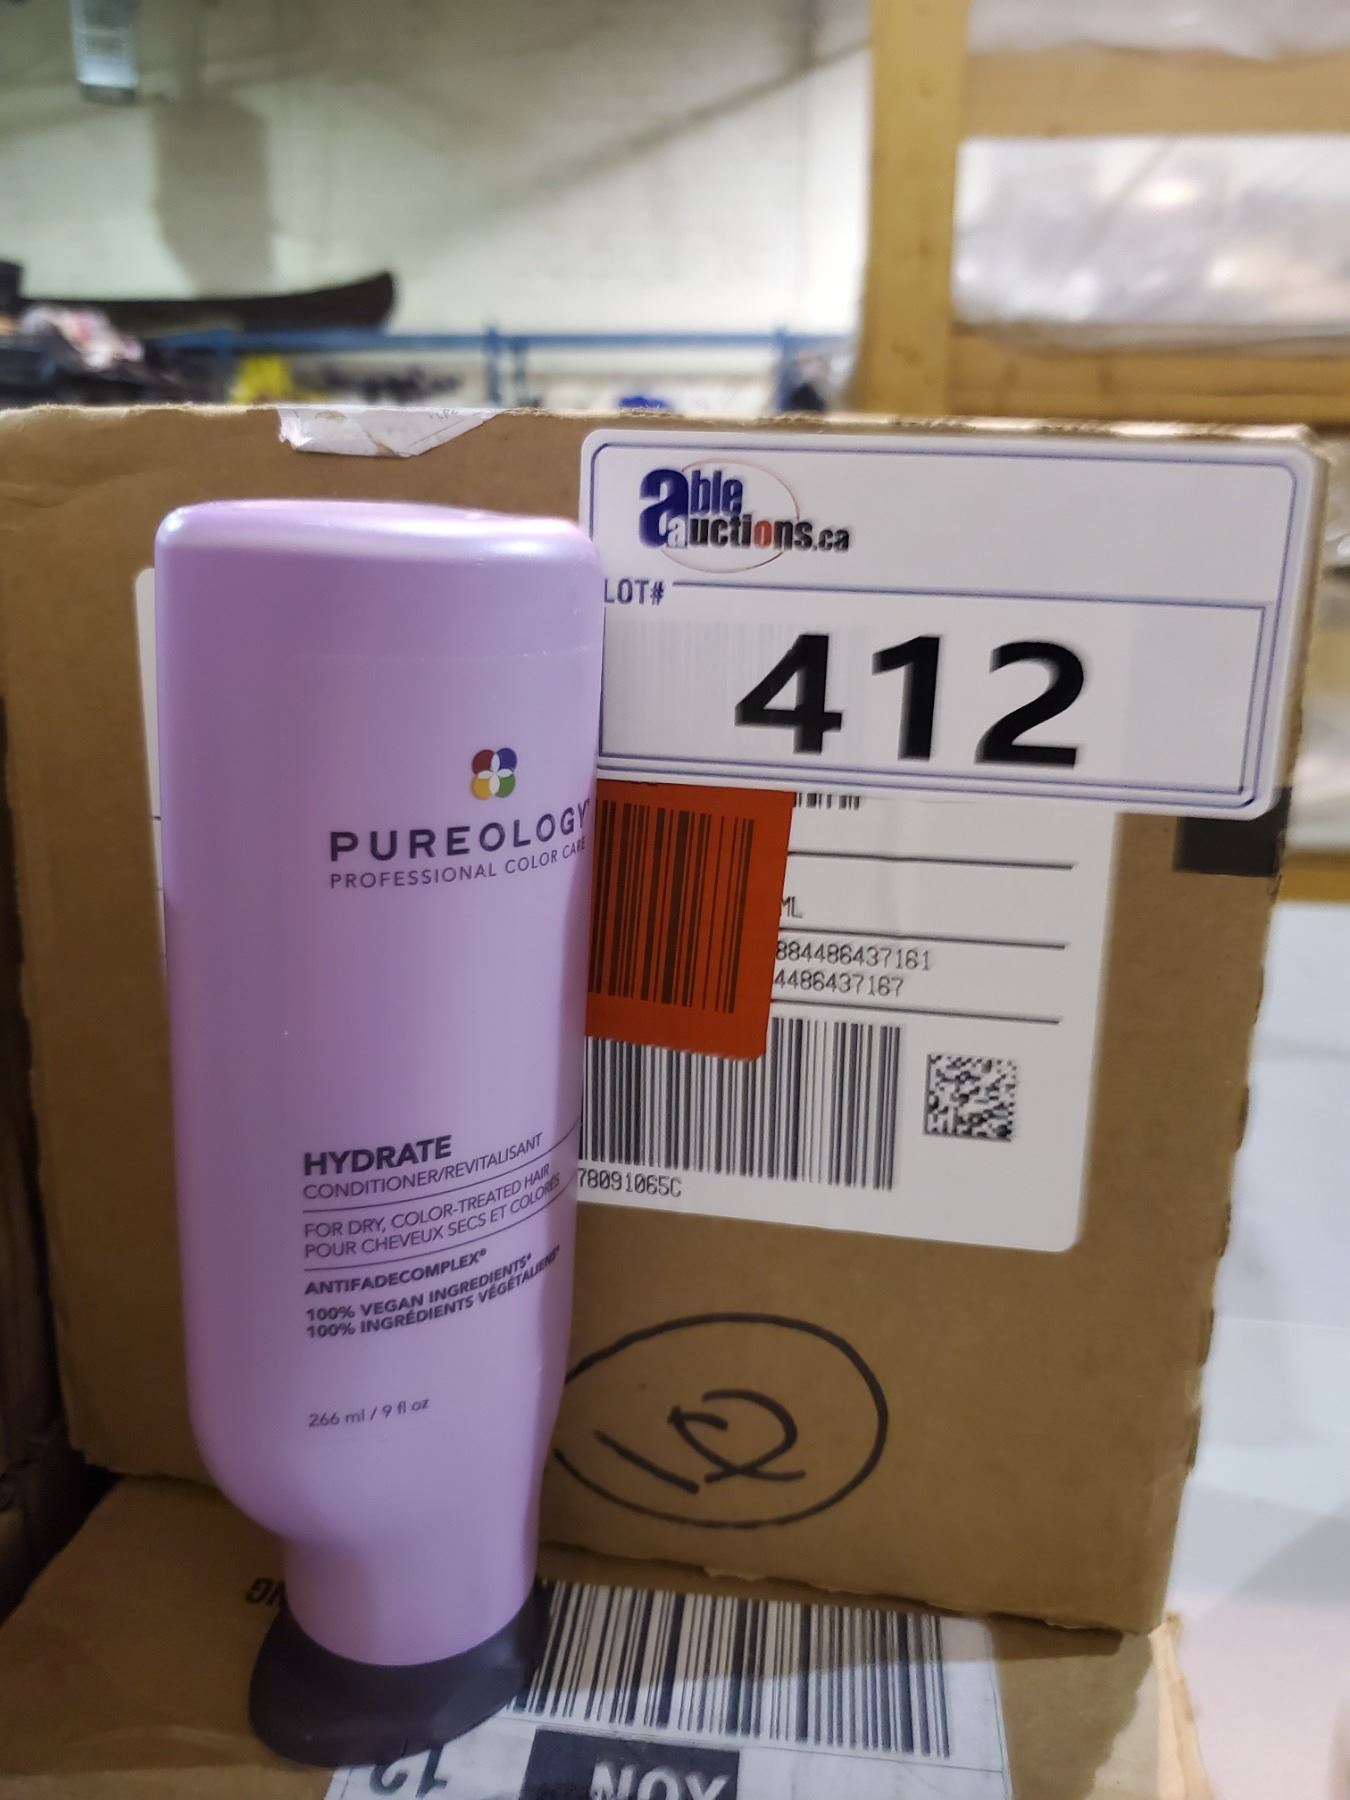 able
auctions.ca
LOT#
412
PUREOLOGY
PROFESSIONAL COLOR CARE
ML
884486437161
4486437167
78091065C
HYDRATE
CONDITIONER/REVITALISANT
FOR DRY, COLOR-TREATED HAIR
POUR CHEVEUX SECS ET COLORÉS
ANTIFADECOMPLEX®
100% VEGAN INGREDIENTS*
100% INGRÉDIENTS VÉGÉTALIENS*
266 ml / 9 fl oz
12